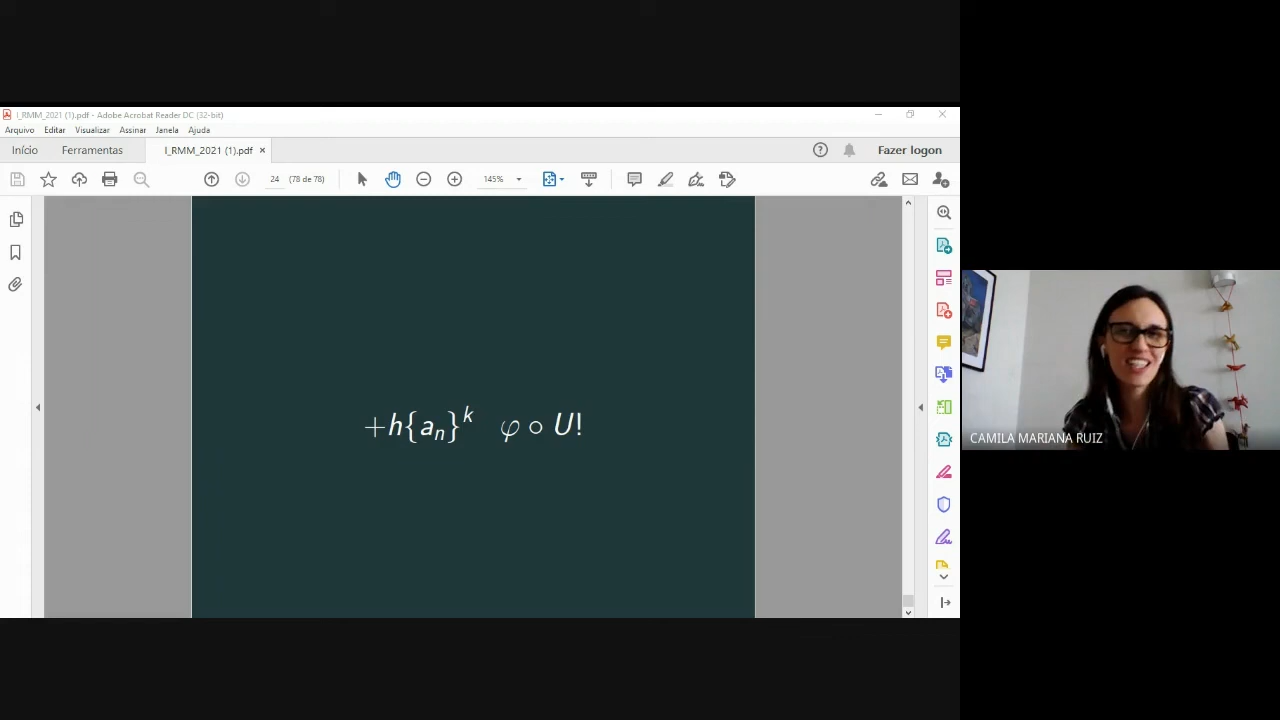 I_RMM_2021 (1).pdf - Adobe Acrobat Reader DC (32-bit)
Arquivo Editar Visualizar Assinar Janela Ajuda
Início Ferramentas I_RMM_2021 (1).pdf × Fazer logon
24 (78 de 78) 145%
+h{aₙ}ᵏ φ ∘ U!
CAMILA MARIANA RUIZ